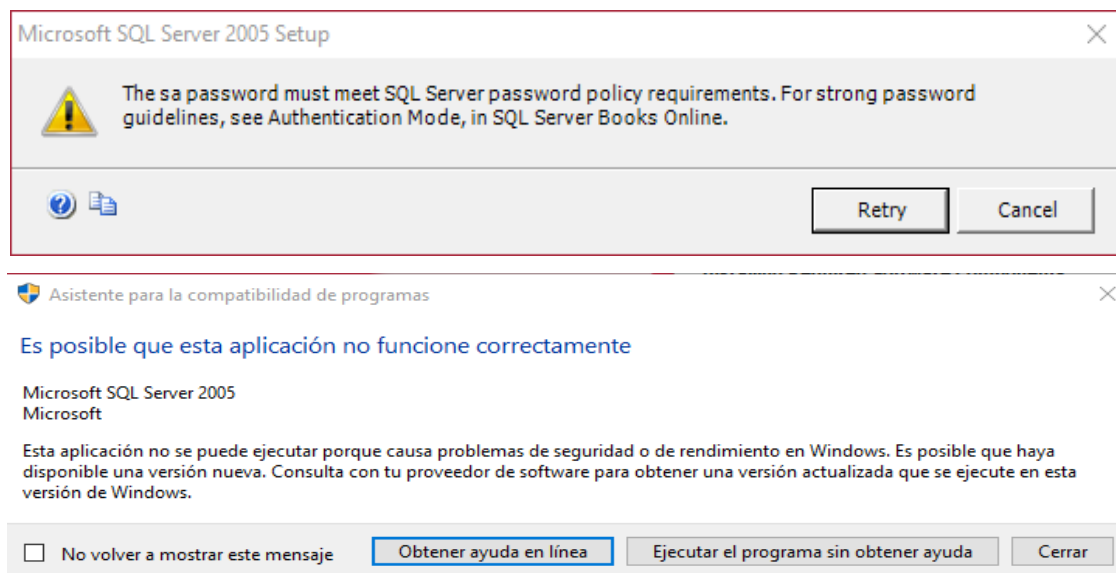 Microsoft SQL Server 2005 Setup
The sa password must meet SQL Server password policy requirements. For strong password
guidelines, see Authentication Mode, in SQL Server Books Online.
Retry
Cancel
Asistente para la compatibilidad de programas
Es posible que esta aplicación no funcione correctamente
Microsoft SQL Server 2005
Microsoft
Esta aplicación no se puede ejecutar porque causa problemas de seguridad o de rendimiento en Windows. Es posible que haya
disponible una versión nueva. Consulta con tu proveedor de software para obtener una versión actualizada que se ejecute en esta
versión de Windows.
No volver a mostrar este mensaje
Obtener ayuda en línea
Ejecutar el programa sin obtener ayuda
Cerrar